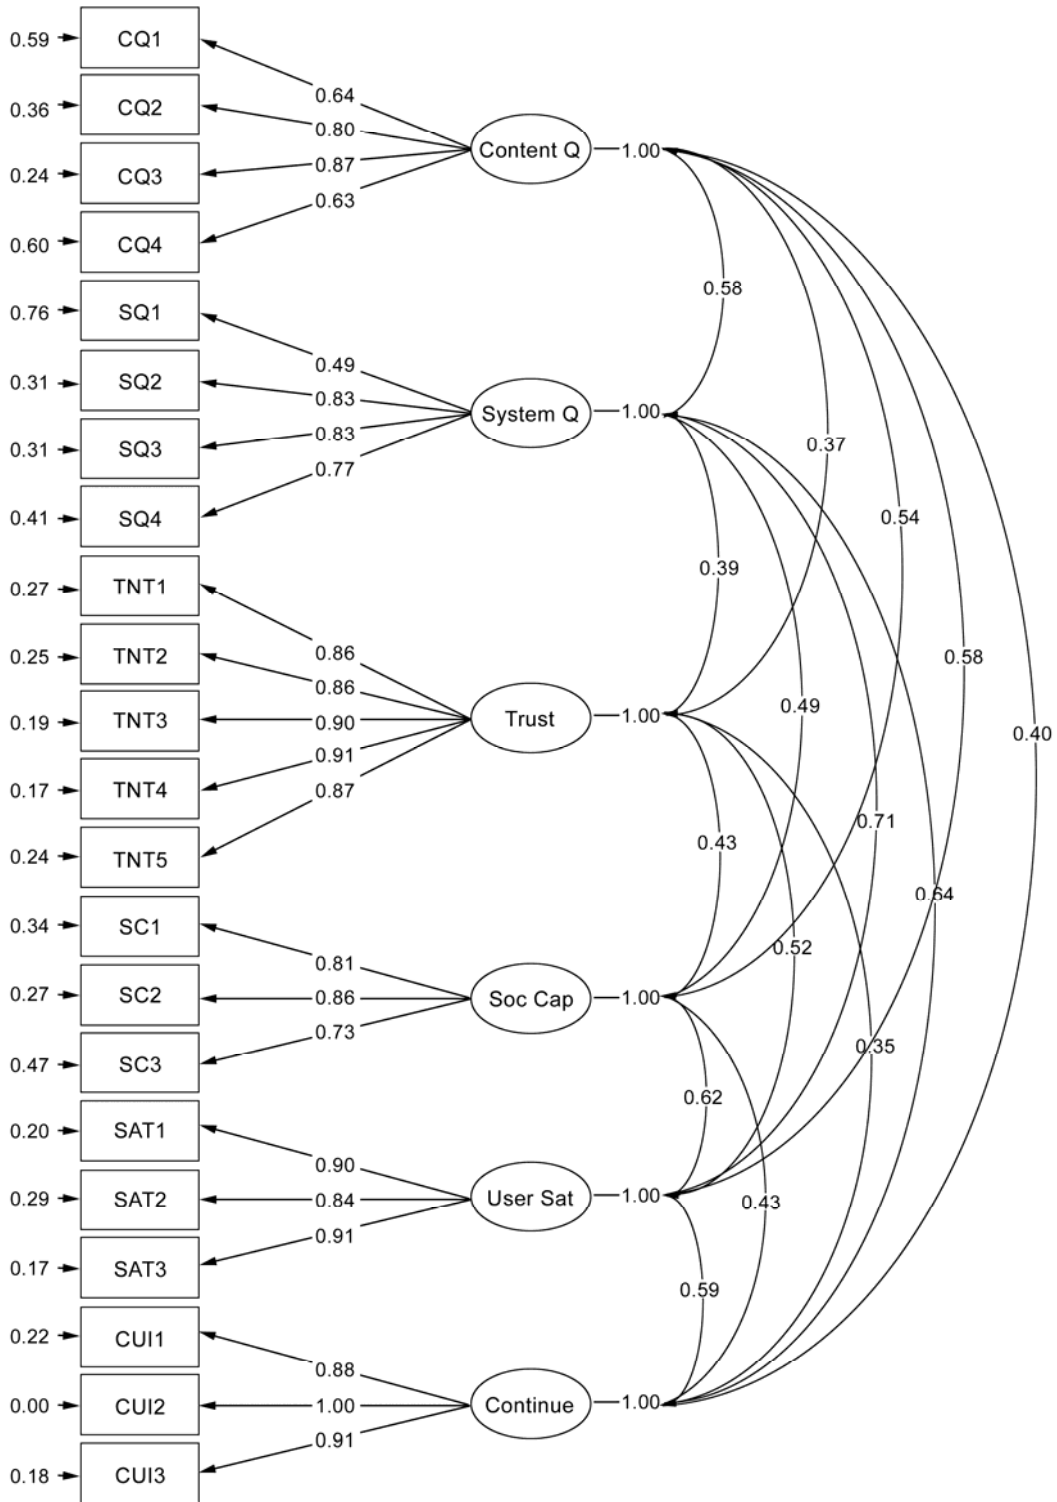 0.59 CQ1
0.64
0.36 CQ2
0.80
0.24 CQ3
0.87
0.60 CQ4
0.63
Content Q 1.00
0.76 SQ1
0.49
0.31 SQ2
0.83
0.31 SQ3
0.83
0.41 SQ4
0.77
System Q 1.00
0.27 TNT1
0.86
0.25 TNT2
0.86
0.19 TNT3
0.90
0.17 TNT4
0.91
0.24 TNT5
0.87
Trust 1.00
0.34 SC1
0.81
0.27 SC2
0.86
0.47 SC3
0.73
Soc Cap 1.00
0.20 SAT1
0.90
0.29 SAT2
0.84
0.17 SAT3
0.91
User Sat 1.00
0.22 CUI1
0.88
0.00 CUI2
1.00
0.18 CUI3
0.91
Continue 1.00
0.58
0.37
0.54
0.39
0.58
0.49
0.40
0.71
0.43
0.64
0.52
0.35
0.62
0.43
0.59